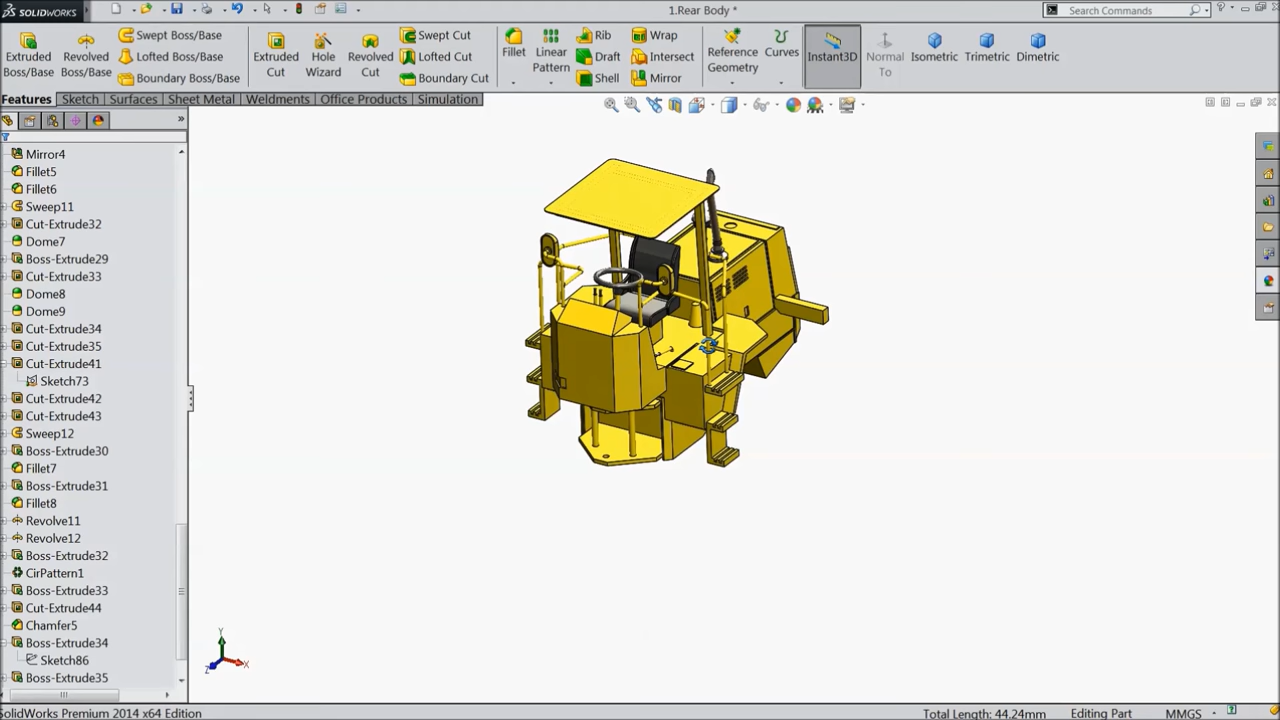 SOLIDWORKS
1.Rear Body *
Search Commands
?
Extruded Boss/Base
Revolved Boss/Base
Swept Boss/Base
Lofted Boss/Base
Boundary Boss/Base
Extruded Cut
Hole Wizard
Revolved Cut
Swept Cut
Lofted Cut
Boundary Cut
Fillet
Linear Pattern
Rib
Draft
Shell
Wrap
Intersect
Mirror
Reference Geometry
Curves
Instant3D
Normal To
Isometric
Trimetric
Dimetric
Features
Sketch
Surfaces
Sheet Metal
Weldments
Office Products
Simulation
»
Mirror4
Fillet5
Fillet6
Sweep11
Cut-Extrude32
Dome7
Boss-Extrude29
Cut-Extrude33
Dome8
Dome9
Cut-Extrude34
Cut-Extrude35
Cut-Extrude41
Sketch73
Cut-Extrude42
Cut-Extrude43
Sweep12
Boss-Extrude30
Fillet7
Boss-Extrude31
Fillet8
Revolve11
Revolve12
Boss-Extrude32
CirPattern1
Boss-Extrude33
Cut-Extrude44
Chamfer5
Boss-Extrude34
Sketch86
Boss-Extrude35
Y
X
Z
SolidWorks Premium 2014 x64 Edition
Total Length: 44.24mm
Editing Part
MMGS
?